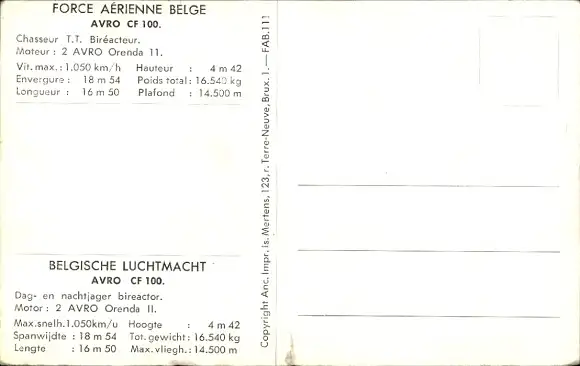 FORCE AÉRIENNE BELGE
AVRO CF 100.
Chasseur T.T. Biréacteur.
Moteur : 2 AVRO Orenda 11.
Vit. max. : 1.050 km/h Hauteur : 4 m 42
Envergure : 18 m 54 Poids total : 16.540 kg
Longueur : 16 m 50 Plafond : 14.500 m
BELGISCHE LUCHTMACHT
AVRO CF 100.
Dag- en nachtjager bireactor.
Motor : 2 AVRO Orenda II.
Max.snelh.1.050km/u Hoogte : 4 m 42
Spanwijdte : 18 m 54 Tot.gewicht : 16.540 kg
Lengte : 16 m 50 Max.vliegh.: 14.500 m
Copyright Anc. Impr. Is. Mertens, 123, r. Terre-Neuve, Brux. 1. — FAB.111